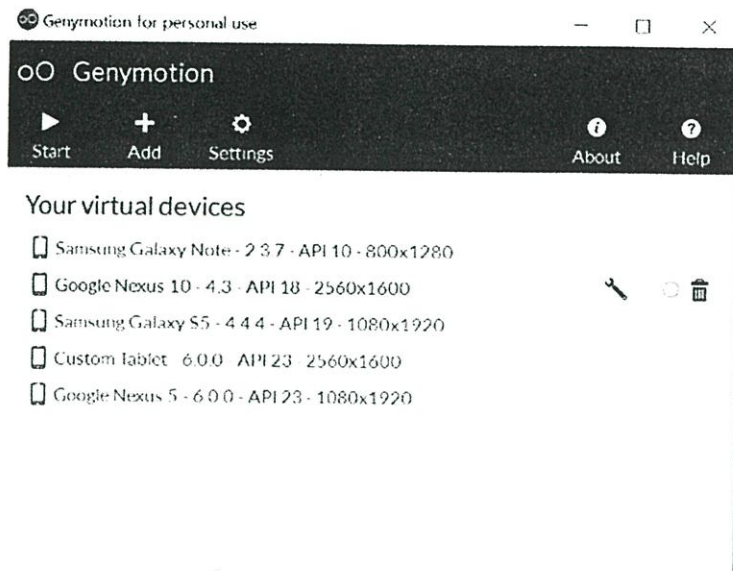 Genymotion for personal use
Genymotion
Start Add Settings About Help
Your virtual devices
Samsung Galaxy Note - 2.3.7 - API 10 - 800x1280
Google Nexus 10 - 4.3 - API 18 - 2560x1600
Samsung Galaxy S5 - 4.4.4 - API 19 - 1080x1920
Custom Tablet - 6.0.0 - API 23 - 2560x1600
Google Nexus 5 - 6.0.0 - API 23 - 1080x1920